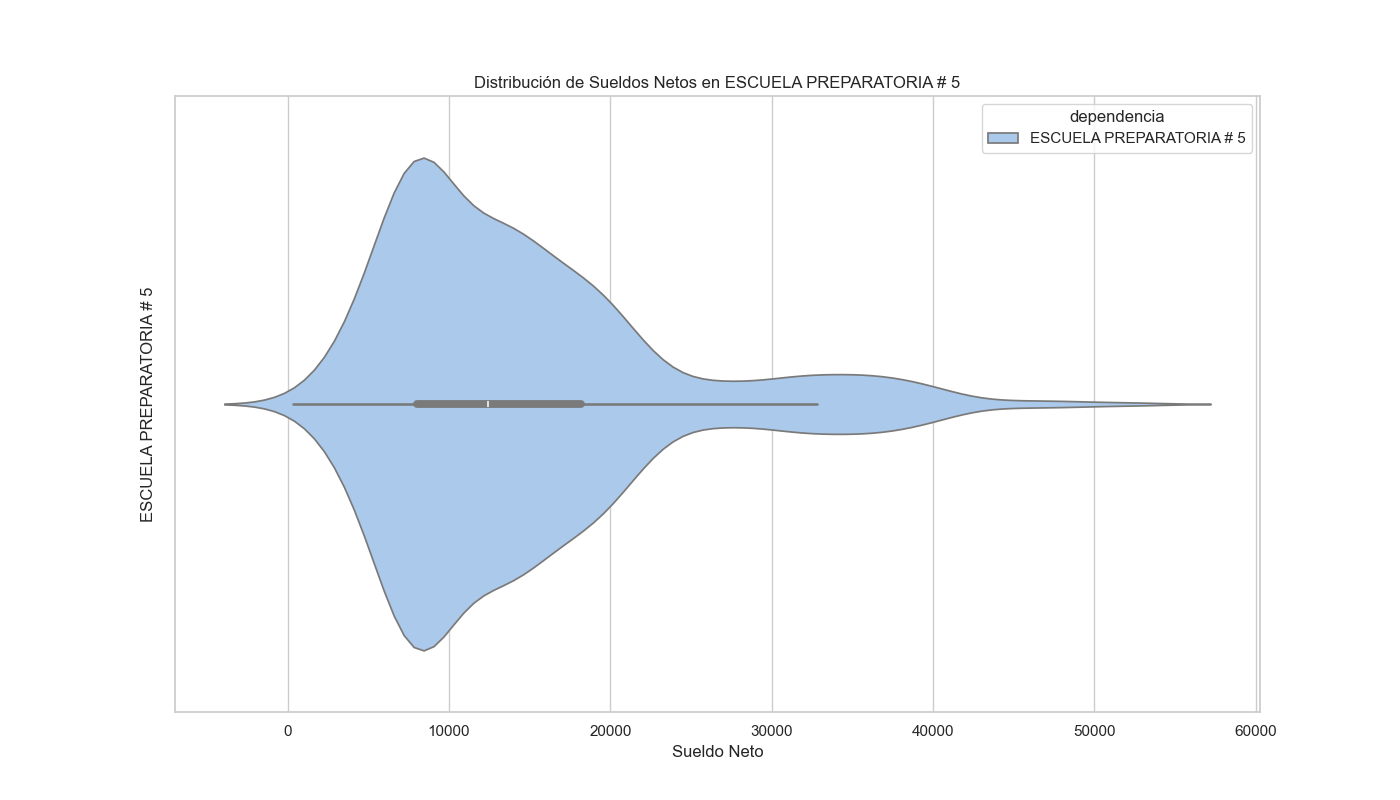 Distribución de Sueldos Netos en ESCUELA PREPARATORIA # 5
dependencia
ESCUELA PREPARATORIA # 5
ESCUELA PREPARATORIA # 5
0
10000
20000
30000
40000
50000
60000
Sueldo Neto